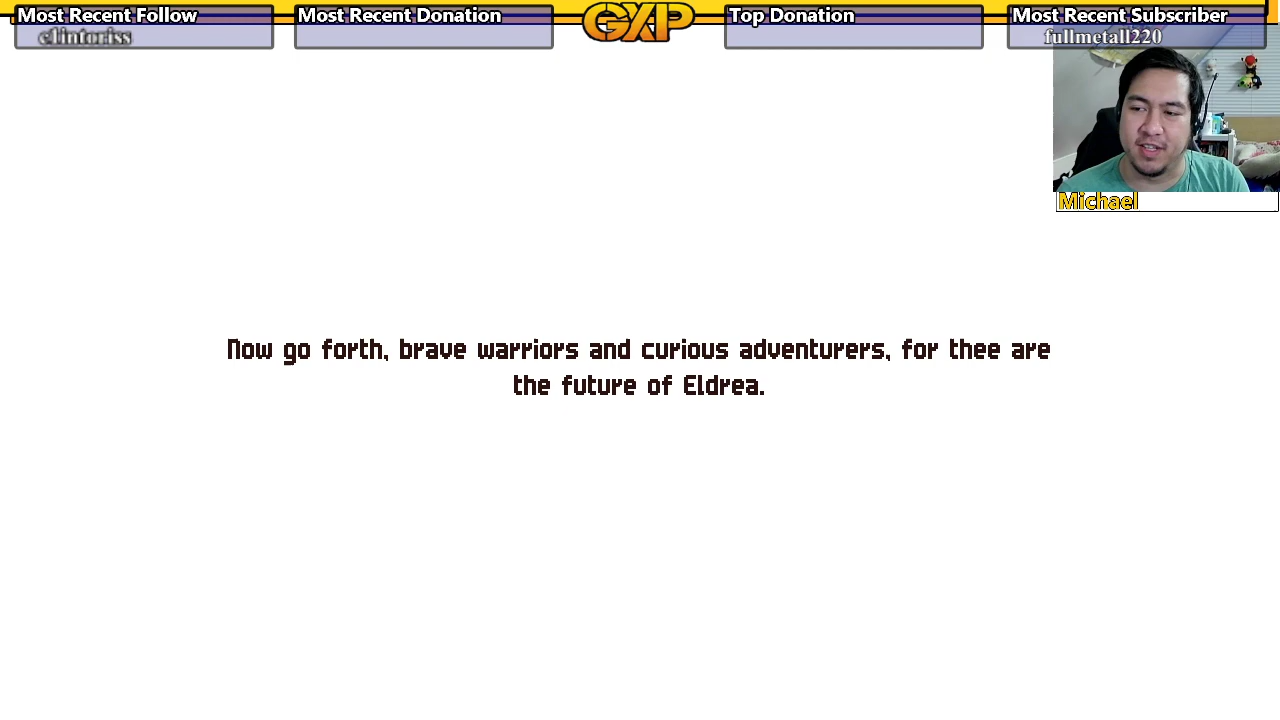 Most Recent Follow
Most Recent Donation
GXP
Top Donation
Most Recent Subscriber
fullmetall220
Michael
Now go forth, brave warriors and curious adventurers, for thee are
the future of Eldrea.